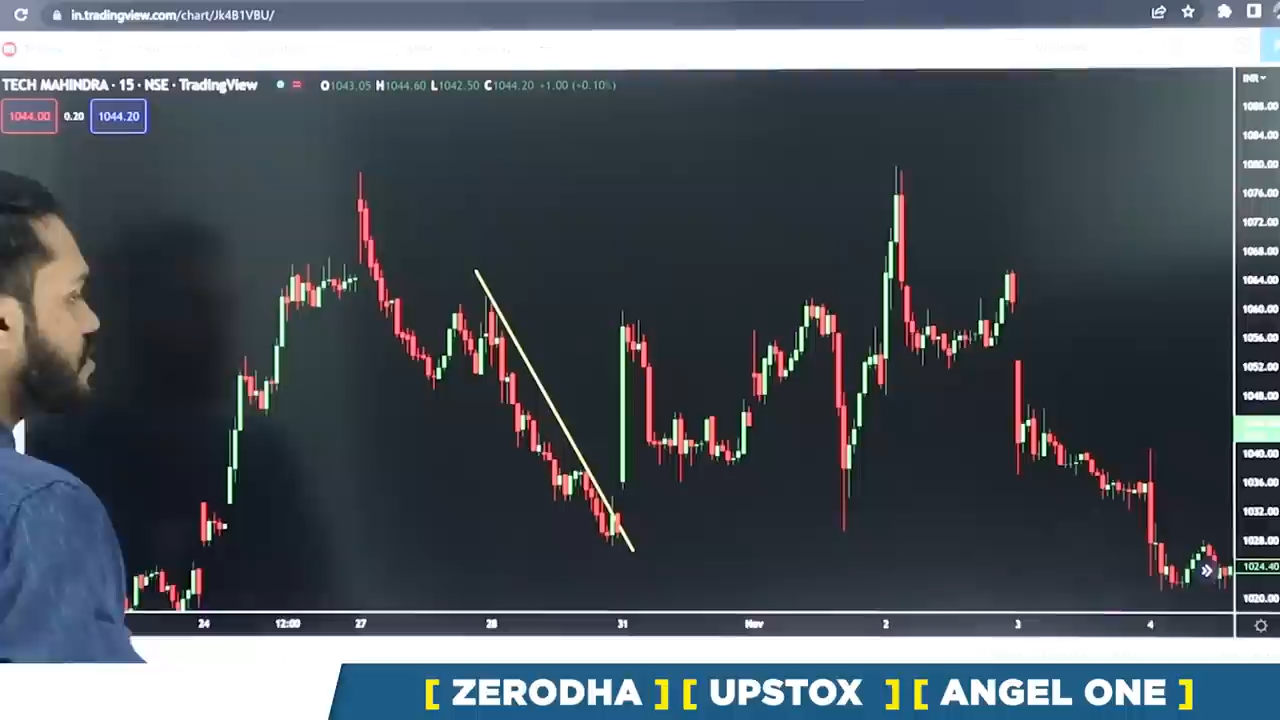 in.tradingview.com/chart/Jk4B1VBU/
TECH MAHINDRA · 15 · NSE · TradingView
O1043.05 H1044.60 L1042.50 C1044.20 +1.00 (+0.10%)
INR
1044.00 0.20 1044.20
1088.00
1084.00
1080.00
1076.00
1072.00
1068.00
1064.00
1060.00
1056.00
1052.00
1048.00
1040.00
1036.00
1032.00
1028.00
1024.40
1020.00
24 12:00 27 28 31 Nov 2 3 4
[ ZERODHA ] [ UPSTOX ] [ ANGEL ONE ]